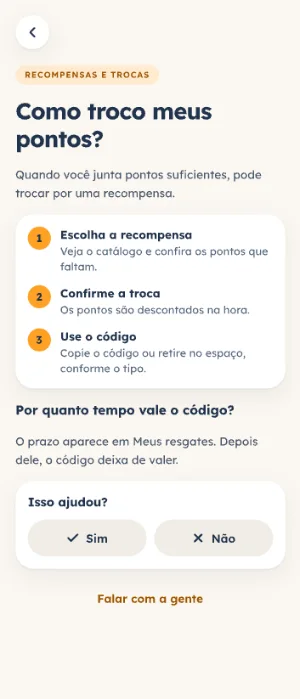 RECOMPENSAS E TROCAS
Como troco meus
pontos?
Quando você junta pontos suficientes, pode
trocar por uma recompensa.
1
Escolha a recompensa
Veja o catálogo e confira os pontos que
faltam.
2
Confirme a troca
Os pontos são descontados na hora.
3
Use o código
Copie o código ou retire no espaço,
conforme o tipo.
Por quanto tempo vale o código?
O prazo aparece em Meus resgates. Depois
dele, o código deixa de valer.
Isso ajudou?
Sim
Não
Falar com a gente